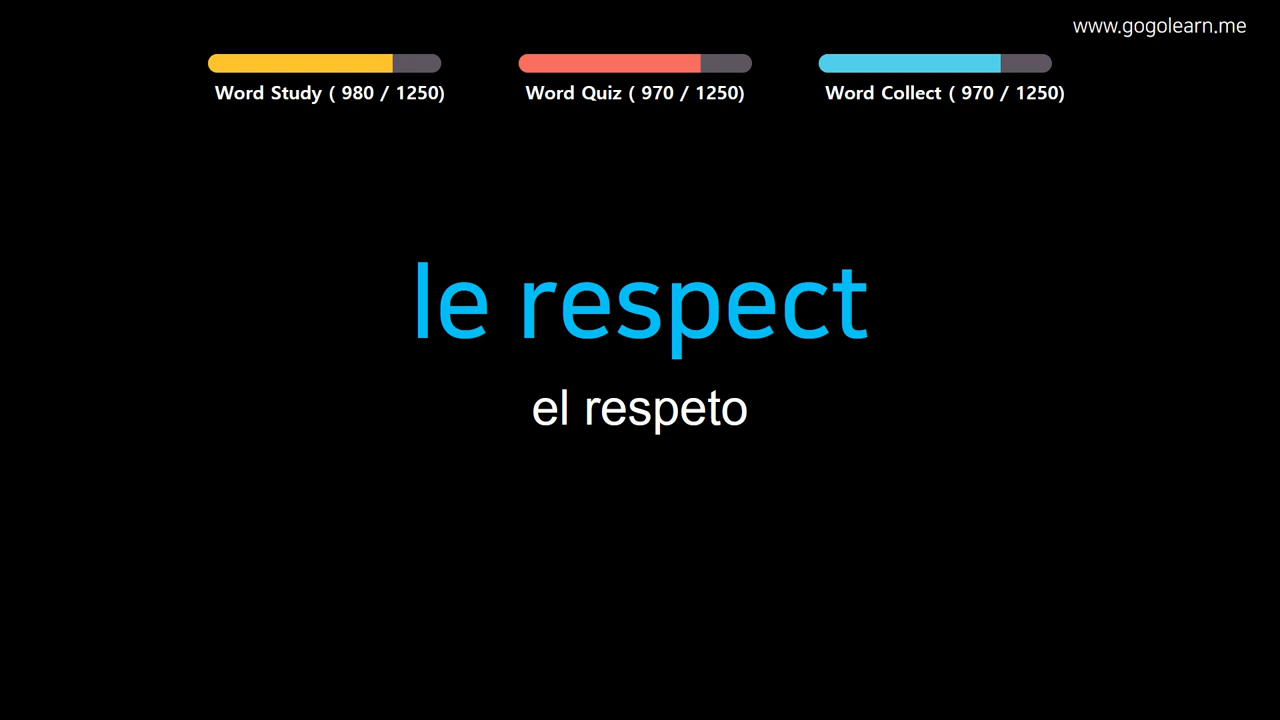 www.gogolearn.me
Word Study ( 980 / 1250)
Word Quiz ( 970 / 1250)
Word Collect ( 970 / 1250)
le respect
el respeto